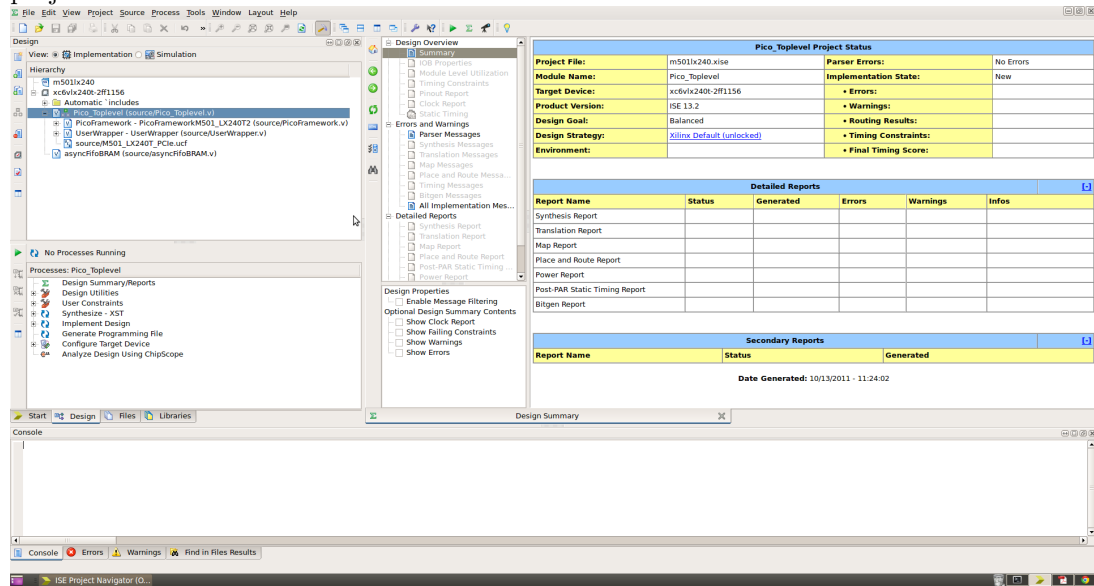 File Edit View Project Source Process Tools Window Layout Help
Design
View: Implementation Simulation
Hierarchy
m501lx240
xc6vlx240t-2ff1156
Automatic `includes
Pico_Toplevel (source/Pico_Toplevel.v)
PicoFramework - PicoFrameworkM501_LX240T2 (source/PicoFramework.v)
UserWrapper - UserWrapper (source/UserWrapper.v)
source/M501_LX240T_PCIe.ucf
asyncFifoBRAM (source/asyncFifoBRAM.v)
No Processes Running
Processes: Pico_Toplevel
Design Summary/Reports
Design Utilities
User Constraints
Synthesize - XST
Implement Design
Generate Programming File
Configure Target Device
Analyze Design Using ChipScope
Start Design Files Libraries
Design Overview
Summary
IOB Properties
Module Level Utilization
Timing Constraints
Pinout Report
Clock Report
Static Timing
Errors and Warnings
Parser Messages
Synthesis Messages
Translation Messages
Map Messages
Place and Route Messa...
Timing Messages
Bitgen Messages
All Implementation Mes...
Detailed Reports
Synthesis Report
Translation Report
Map Report
Place and Route Report
Post-PAR Static Timing ...
Power Report
Design Properties
Enable Message Filtering
Optional Design Summary Contents
Show Clock Report
Show Failing Constraints
Show Warnings
Show Errors
Pico_Toplevel Project Status
Project File: m501lx240.xise Parser Errors: No Errors
Module Name: Pico_Toplevel Implementation State: New
Target Device: xc6vlx240t-2ff1156 • Errors:
Product Version: ISE 13.2 • Warnings:
Design Goal: Balanced • Routing Results:
Design Strategy: Xilinx Default (unlocked) • Timing Constraints:
Environment: • Final Timing Score:
Detailed Reports [-]
Report Name Status Generated Errors Warnings Infos
Synthesis Report
Translation Report
Map Report
Place and Route Report
Power Report
Post-PAR Static Timing Report
Bitgen Report
Secondary Reports [-]
Report Name Status Generated
Date Generated: 10/13/2011 - 11:24:02
Design Summary
Console
Console Errors Warnings Find in Files Results
ISE Project Navigator (O...